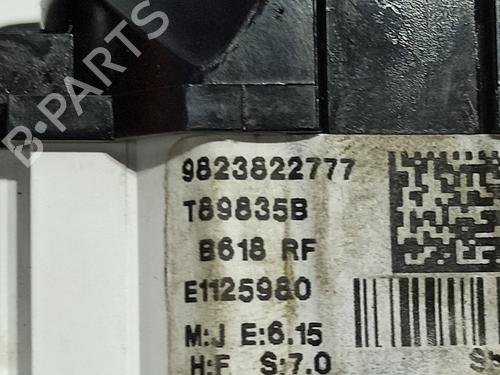 B·PARTS
9823822777
T89835B
B618 RF
E1125980
M:J E:6.15
H:F S:7.0